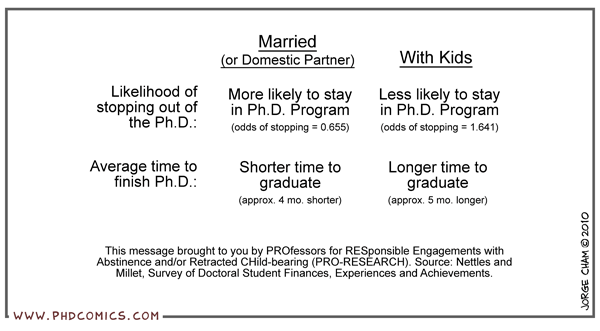 Married
(or Domestic Partner)
With Kids
Likelihood of
stopping out of
the Ph.D.:
More likely to stay
in Ph.D. Program
(odds of stopping = 0.655)
Less likely to stay
in Ph.D. Program
(odds of stopping = 1.641)
Average time to
finish Ph.D.:
Shorter time to
graduate
(approx. 4 mo. shorter)
Longer time to
graduate
(approx. 5 mo. longer)
This message brought to you by PROfessors for RESponsible Engagements with
Abstinence and/or Retracted CHild-bearing (PRO-RESEARCH). Source: Nettles and
Millet, Survey of Doctoral Student Finances, Experiences and Achievements.
JORGE CHAM © 2010
WWW.PHDCOMICS.COM